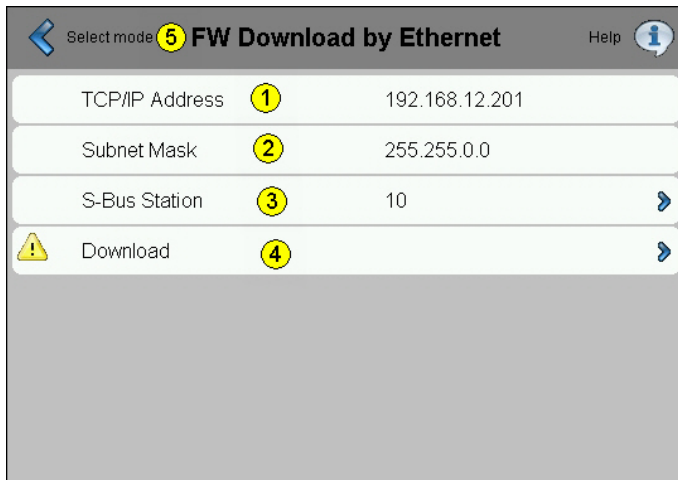 Select mode 5 FW Download by Ethernet Help i
TCP/IP Address 1 192.168.12.201
Subnet Mask 2 255.255.0.0
S-Bus Station 3 10
! Download 4